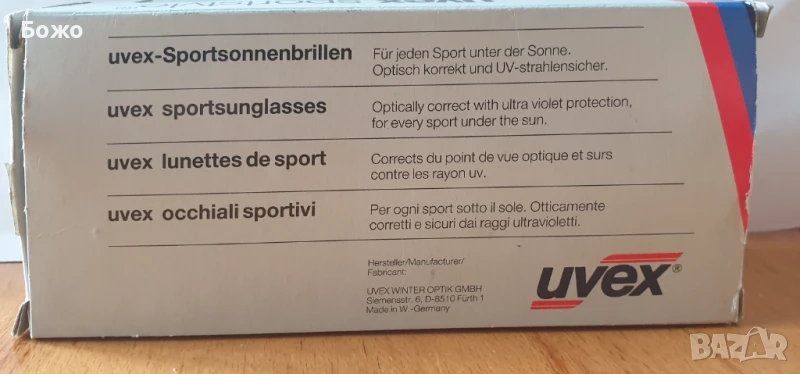 Божо
uvex-Sportsonnenbrillen
Für jeden Sport unter der Sonne.
Optisch korrekt und UV-strahlensicher.
uvex sportsunglasses
Optically correct with ultra violet protection,
for every sport under the sun.
uvex lunettes de sport
Corrects du point de vue optique et surs
contre les rayon uv.
uvex occhiali sportivi
Per ogni sport sotto il sole. Otticamente
corretti e sicuri dai raggi ultravioletti.
Hersteller/Manufacturer/
Fabricant:
UVEX WINTER OPTIK GMBH
Siemensstr. 6, D-8510 Fürth 1
Made in W.-Germany
uvex®
BAZAR